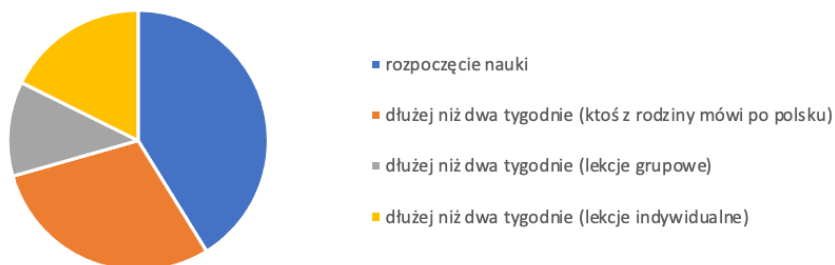 rozpoczęcie nauki
dłużej niż dwa tygodnie (ktoś z rodziny mówi po polsku)
dłużej niż dwa tygodnie (lekcje grupowe)
dłużej niż dwa tygodnie (lekcje indywidualne)